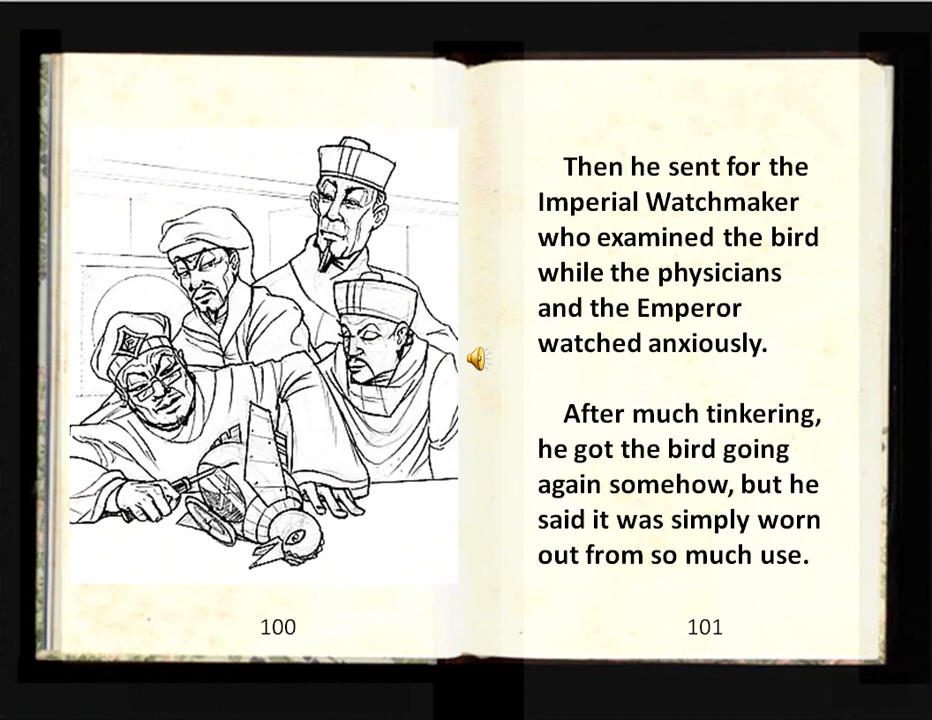 Then he sent for the
Imperial Watchmaker
who examined the bird
while the physicians
and the Emperor
watched anxiously.
After much tinkering,
he got the bird going
again somehow, but he
said it was simply worn
out from so much use.
100
101